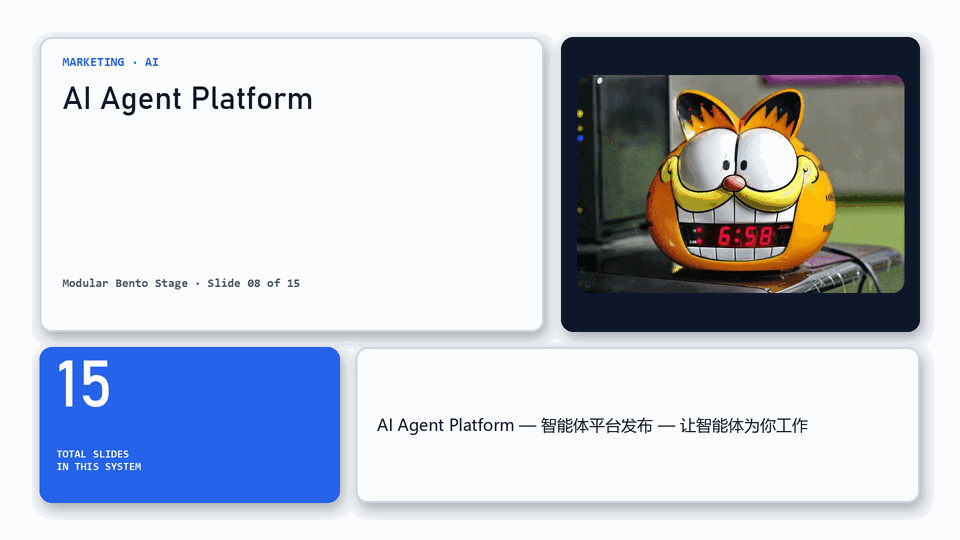 MARKETING · AI
AI Agent Platform
Modular Bento Stage · Slide 08 of 15
6:58
15
TOTAL SLIDES
IN THIS SYSTEM
AI Agent Platform — 智能体平台发布 — 让智能体为你工作